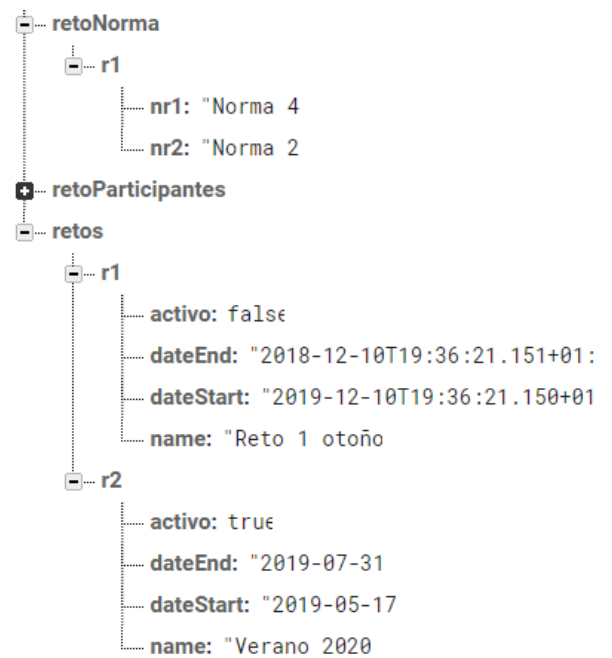 retoNorma
r1
nr1: "Norma 4
nr2: "Norma 2
retoParticipantes
retos
r1
activo: false
dateEnd: "2018-12-10T19:36:21.151+01:
dateStart: "2019-12-10T19:36:21.150+01
name: "Reto 1 otoño
r2
activo: true
dateEnd: "2019-07-31
dateStart: "2019-05-17
name: "Verano 2020